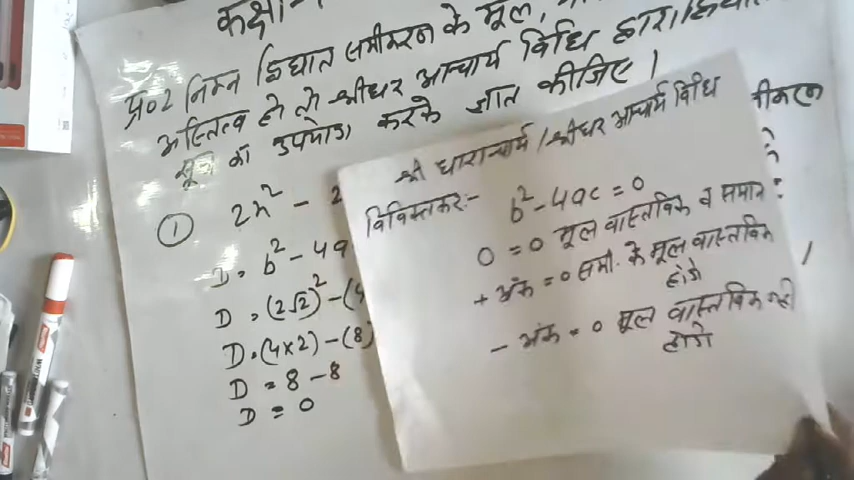 कक्षा-
प्र०2 निम्न द्विघात समीकरण के मूल,
अस्तित्व हो तो श्रीधर आचार्य विधि द्वारा
सूत्र का उपयोग करके ज्ञात कीजिए।
① 2x² - 2
D = b² - 4a
D = (2√2)² - (4
D = (4×2) - (8)
D = 8 - 8
D = 0
श्री धाराचार्य / श्रीधर आचार्य विधि
विविक्तकर:- b² - 4ac = 0
0 = 0 मूल वास्तविक व समान
+ अंक = 0 समी. के मूल वास्तविक
होगे
- अंक = 0 मूल वास्तविक नही
होगे